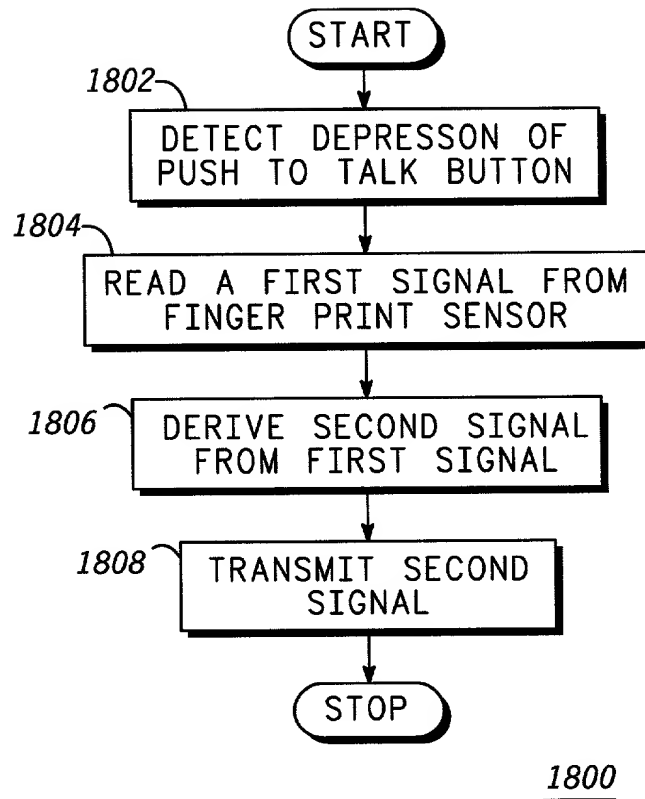 START
1802
DETECT DEPRESSON OF
PUSH TO TALK BUTTON
1804
READ A FIRST SIGNAL FROM
FINGER PRINT SENSOR
1806
DERIVE SECOND SIGNAL
FROM FIRST SIGNAL
1808
TRANSMIT SECOND
SIGNAL
STOP
1800